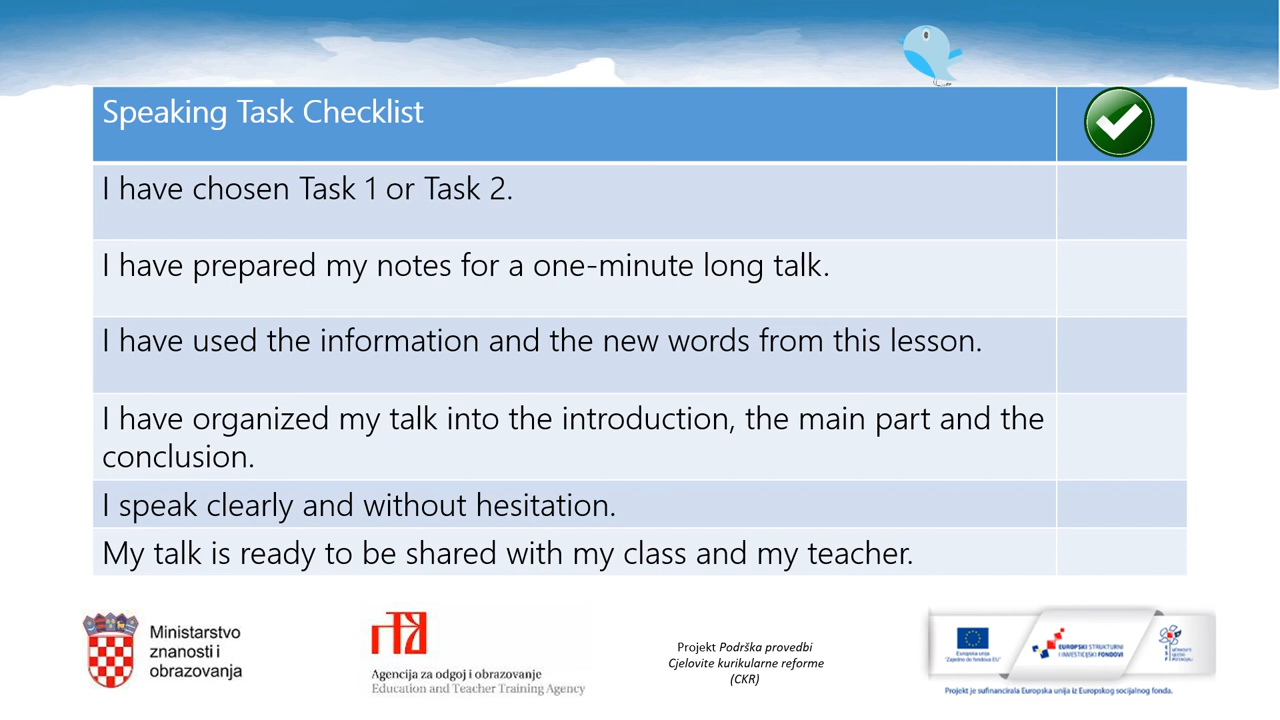 Speaking Task Checklist
I have chosen Task 1 or Task 2.
I have prepared my notes for a one-minute long talk.
I have used the information and the new words from this lesson.
I have organized my talk into the introduction, the main part and the
conclusion.
I speak clearly and without hesitation.
My talk is ready to be shared with my class and my teacher.
Ministarstvo
znanosti i
obrazovanja
Agencija za odgoj i obrazovanje
Education and Teacher Training Agency
Projekt Podrška provedbi
Cjelovite kurikularne reforme
(CKR)
Europska unija
"Zajedno do fondova EU"
EUROPSKI STRUKTURNI
I INVESTICIJSKI FONDOVI
Projekt je sufinancirala Europska unija iz Europskog socijalnog fonda.